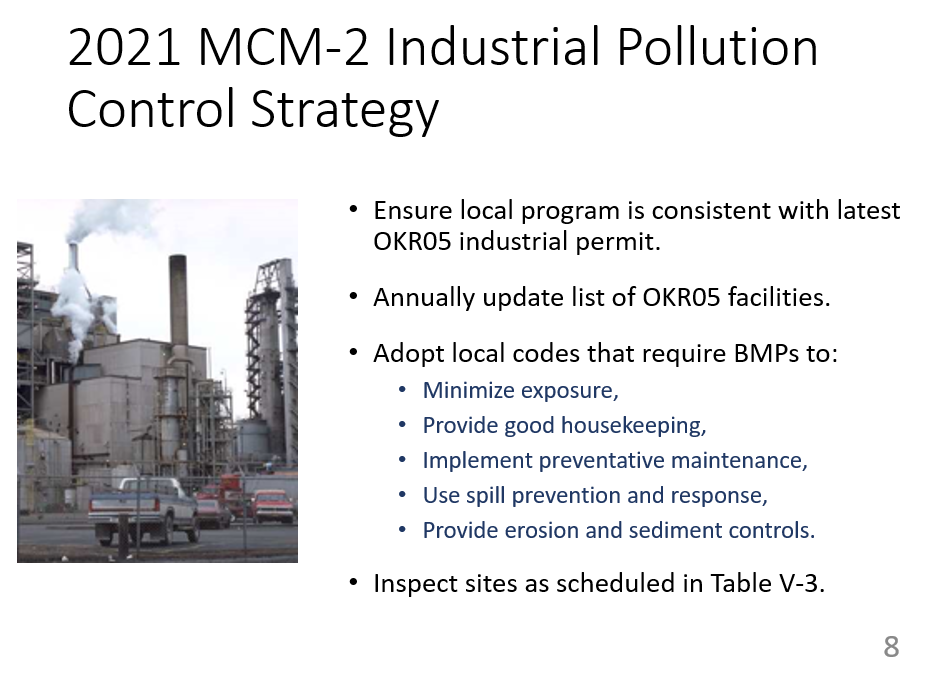 2021 MCM-2 Industrial Pollution
Control Strategy
• Ensure local program is consistent with latest
OKR05 industrial permit.
• Annually update list of OKR05 facilities.
• Adopt local codes that require BMPs to:
• Minimize exposure,
• Provide good housekeeping,
• Implement preventative maintenance,
• Use spill prevention and response,
• Provide erosion and sediment controls.
• Inspect sites as scheduled in Table V-3.
8